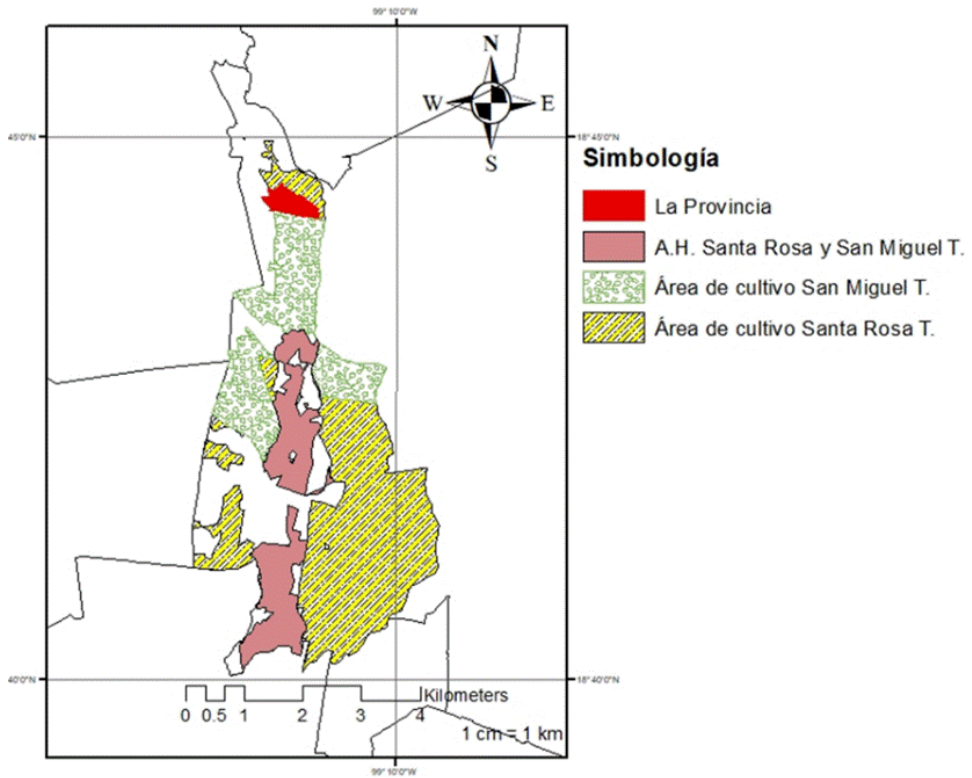 99°10'0"W
N
W E
S
45'0"N
18°45'0"N
Simbología
La Provincia
A.H. Santa Rosa y San Miguel T.
Área de cultivo San Miguel T.
Área de cultivo Santa Rosa T.
40'0"N
18°40'0"N
Kilometers
0 0.5 1 2 3 4
1 cm = 1 km
99°10'0"W